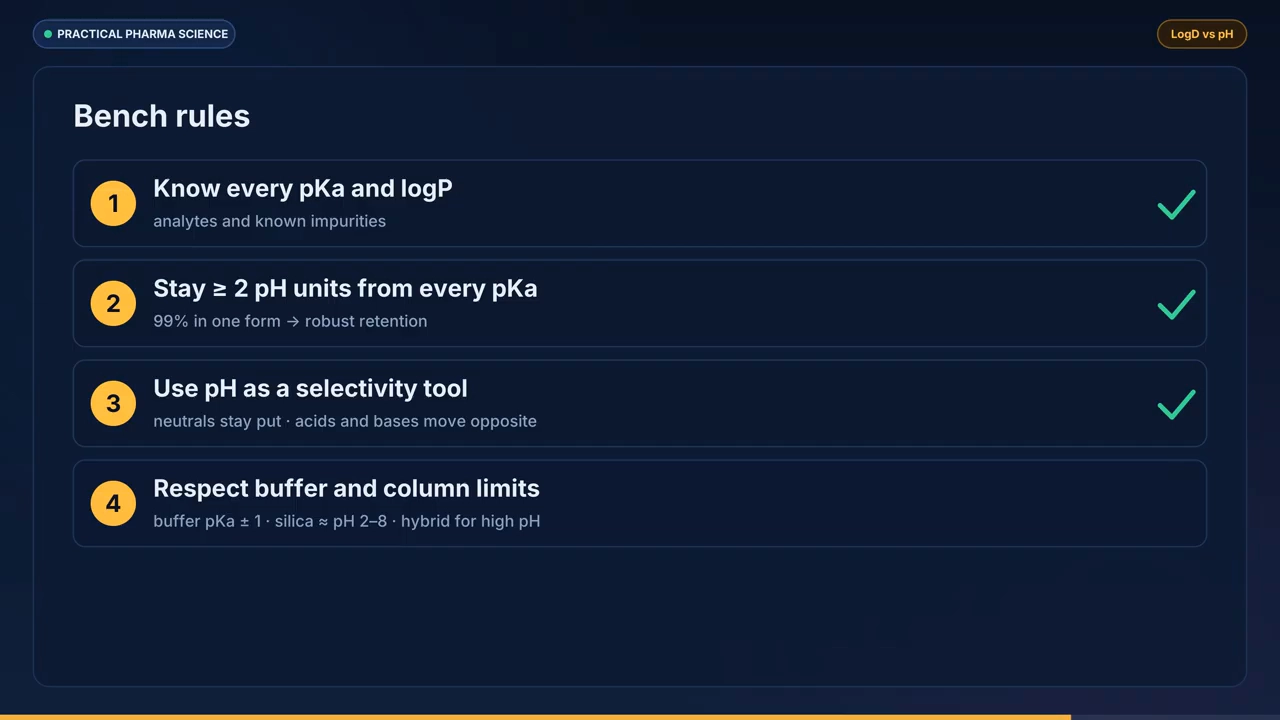 PRACTICAL PHARMA SCIENCE
LogD vs pH
Bench rules
1
Know every pKa and logP
analytes and known impurities
2
Stay ≥ 2 pH units from every pKa
99% in one form → robust retention
3
Use pH as a selectivity tool
neutrals stay put · acids and bases move opposite
4
Respect buffer and column limits
buffer pKa ± 1 · silica ≈ pH 2–8 · hybrid for high pH